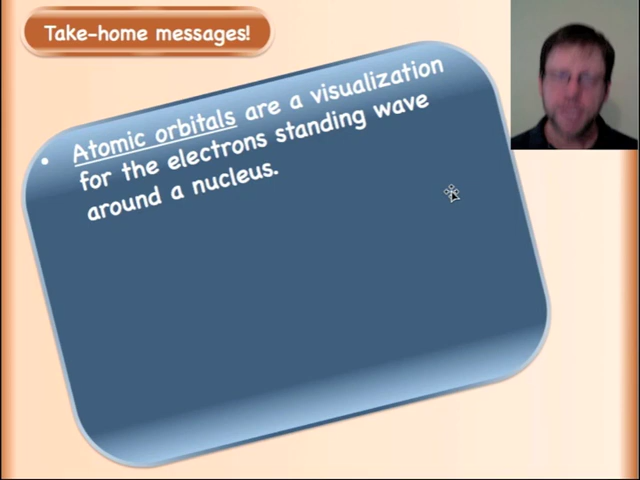 Take-home messages!
• Atomic orbitals are a visualization
for the electrons standing wave
around a nucleus.